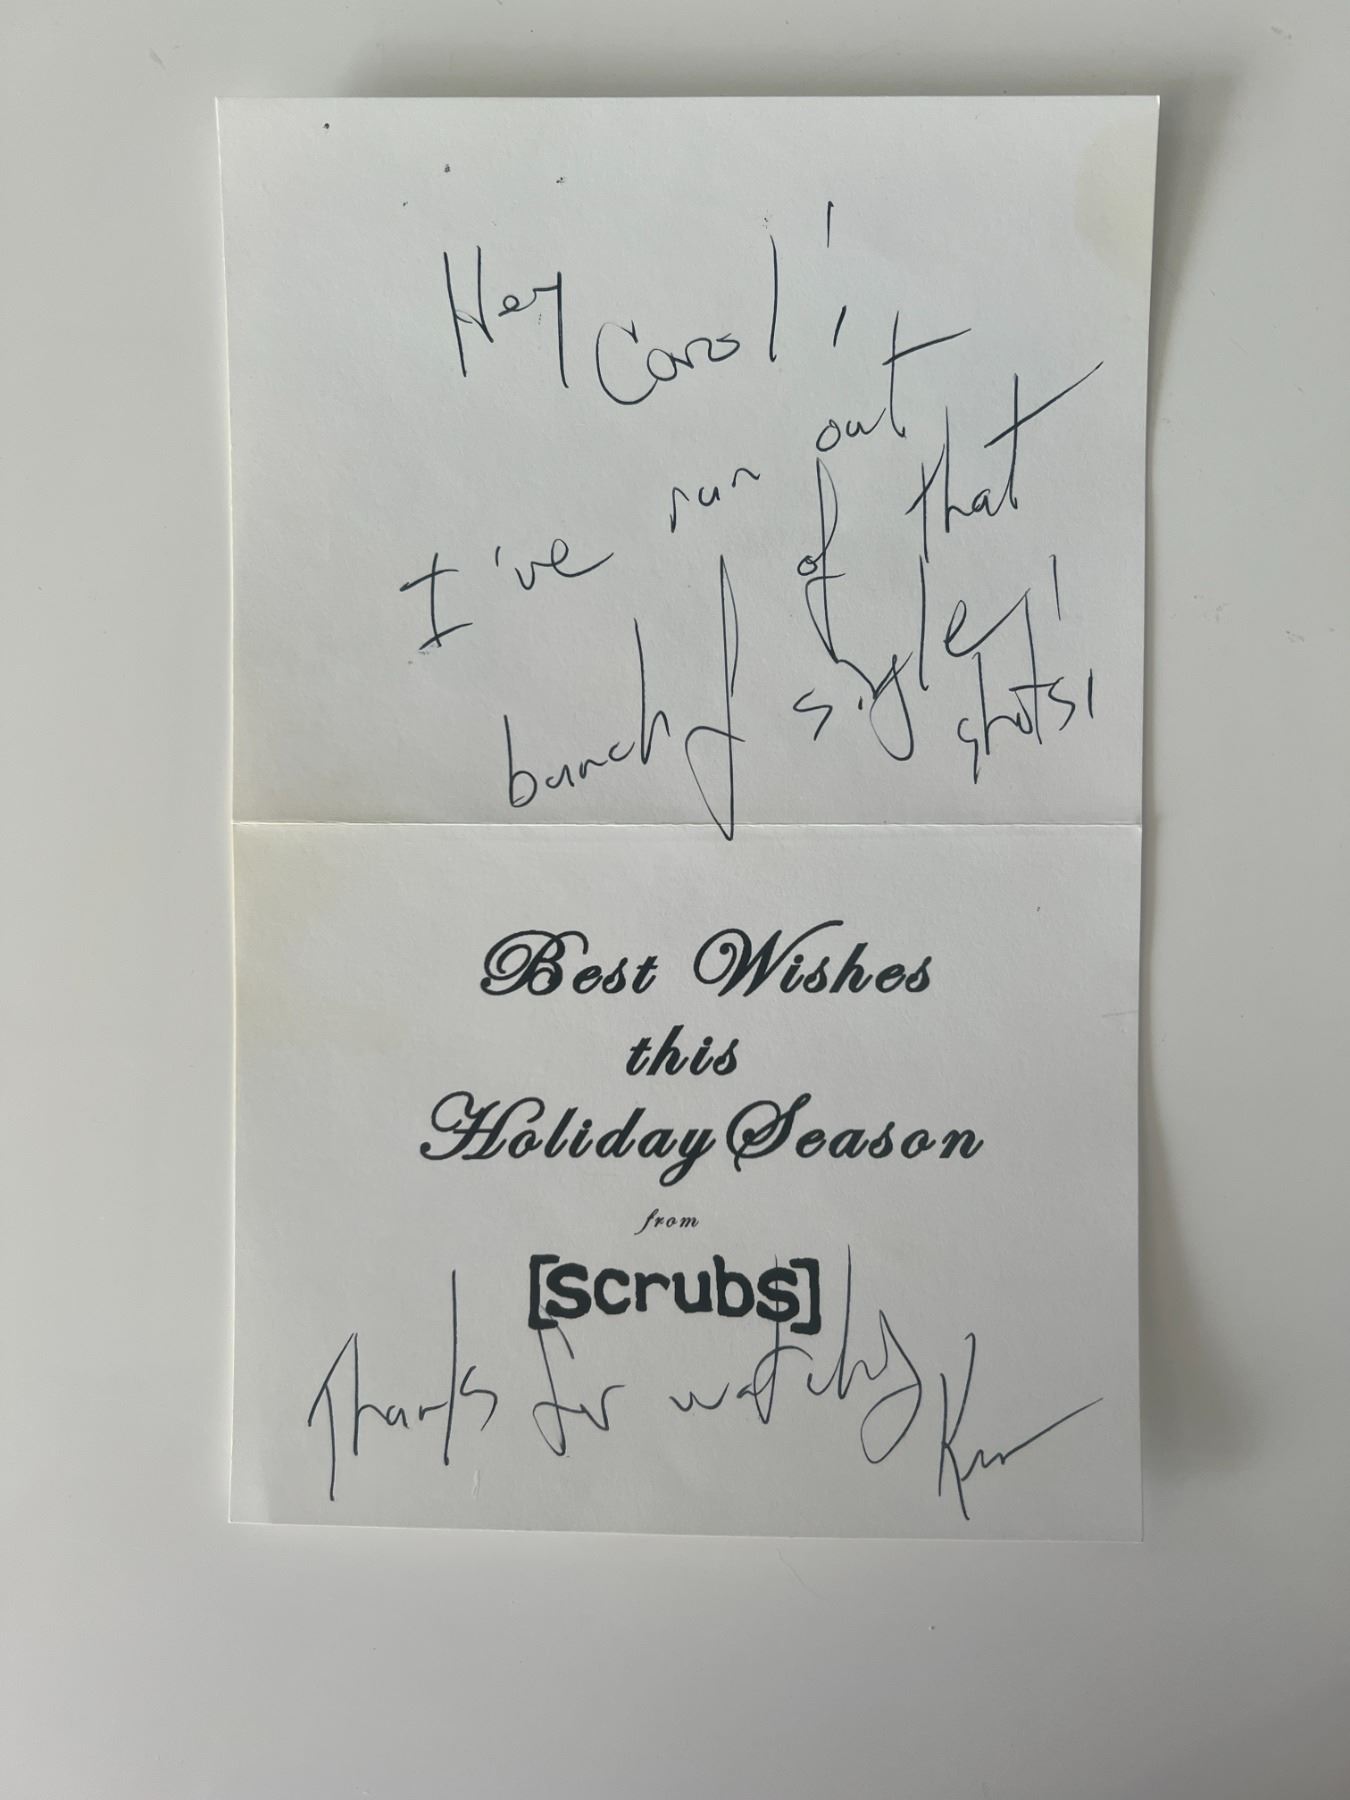 Hey Carol!
I've run out
of that
bunch of single!
shots!
Best Wishes
this
Holiday Season
from
[scrubs]
Thanks for watching